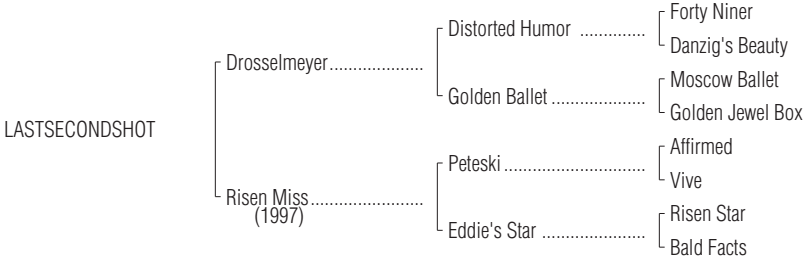 Forty Niner
Distorted Humor ..............
Danzig's Beauty
Drosselmeyer....................
Moscow Ballet
Golden Ballet ....................
Golden Jewel Box
LASTSECONDSHOT
Affirmed
Peteski..............................
Vive
Risen Miss........................
(1997)
Risen Star
Eddie's Star ......................
Bald Facts